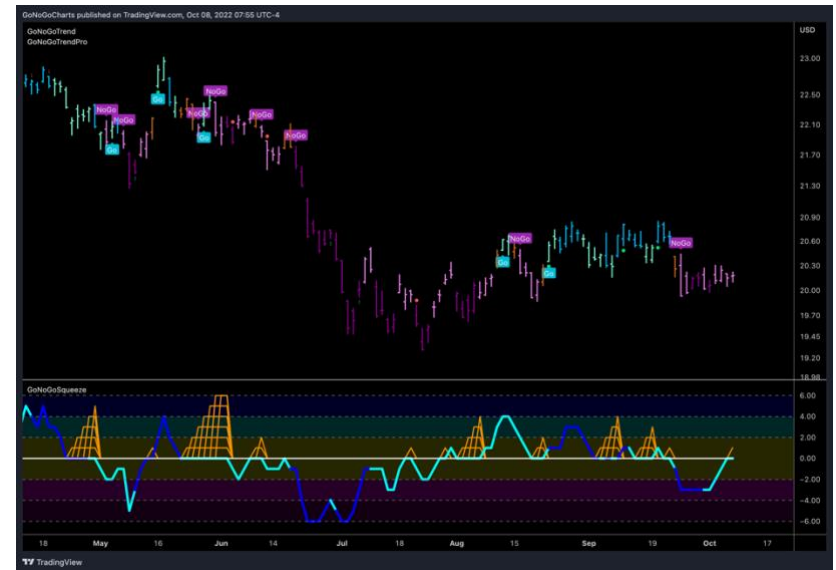 GoNoGoCharts published on TradingView.com, Oct 08, 2022 07:55 UTC-4
GoNoGoTrend
GoNoGoTrendPro
USD
23.00
22.50
22.10
21.70
21.30
20.90
20.60
20.30
20.00
19.70
19.45
19.20
18.98
NoGo
NoGo
Go
Go
NoGo
Go
NoGo
NoGo
NoGo
Go
NoGo
Go
NoGo
GoNoGoSqueeze
6.00
4.00
2.00
0.00
-2.00
-4.00
-6.00
18 May 16 Jun 14 Jul 18 Aug 15 Sep 19 Oct 17
TradingView